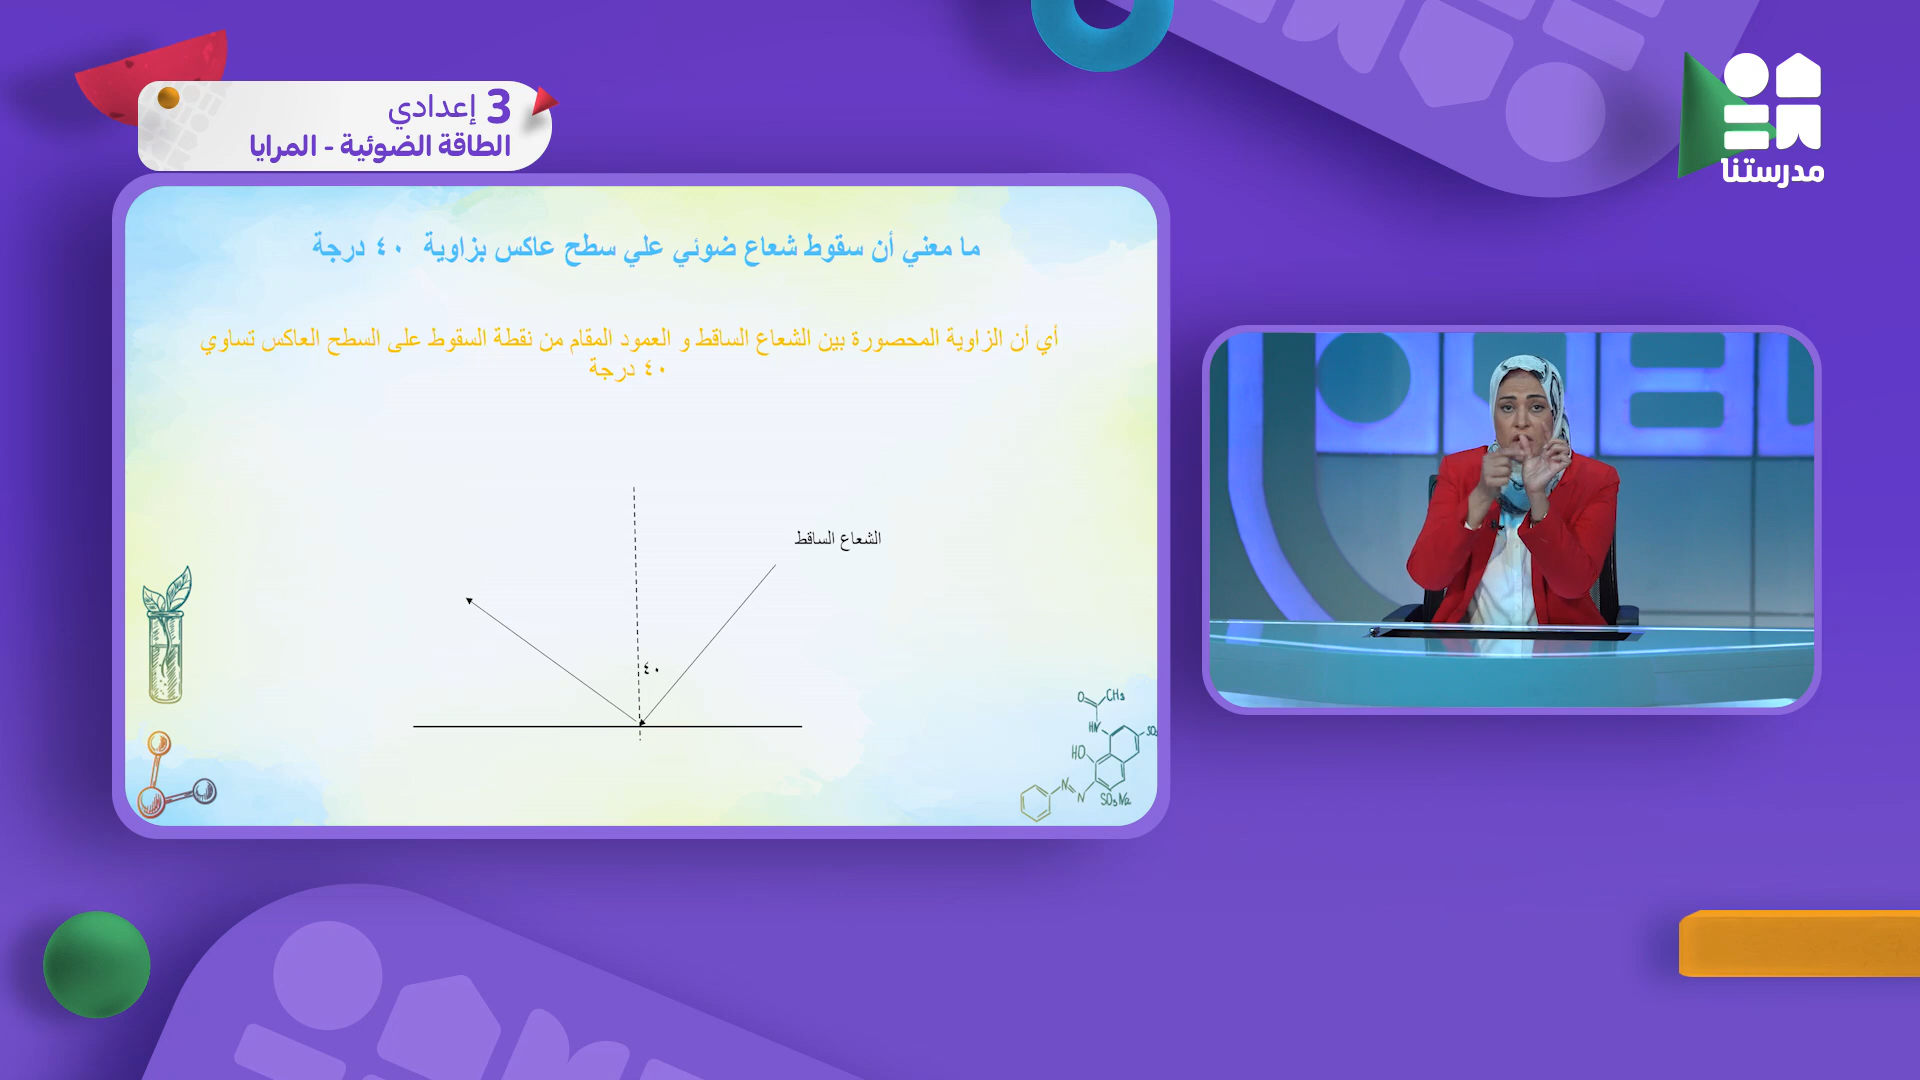 3 إعدادي
الطاقة الضوئية - المرايا
مدرستنا
ما معني أن سقوط شعاع ضوئي علي سطح عاكس بزاوية ٤٠ درجة
أي أن الزاوية المحصورة بين الشعاع الساقط و العمود المقام من نقطة السقوط على السطح العاكس تساوي
٤٠ درجة
الشعاع الساقط
٤٠
O
CH3
HN
HO
N
N
SO3Na